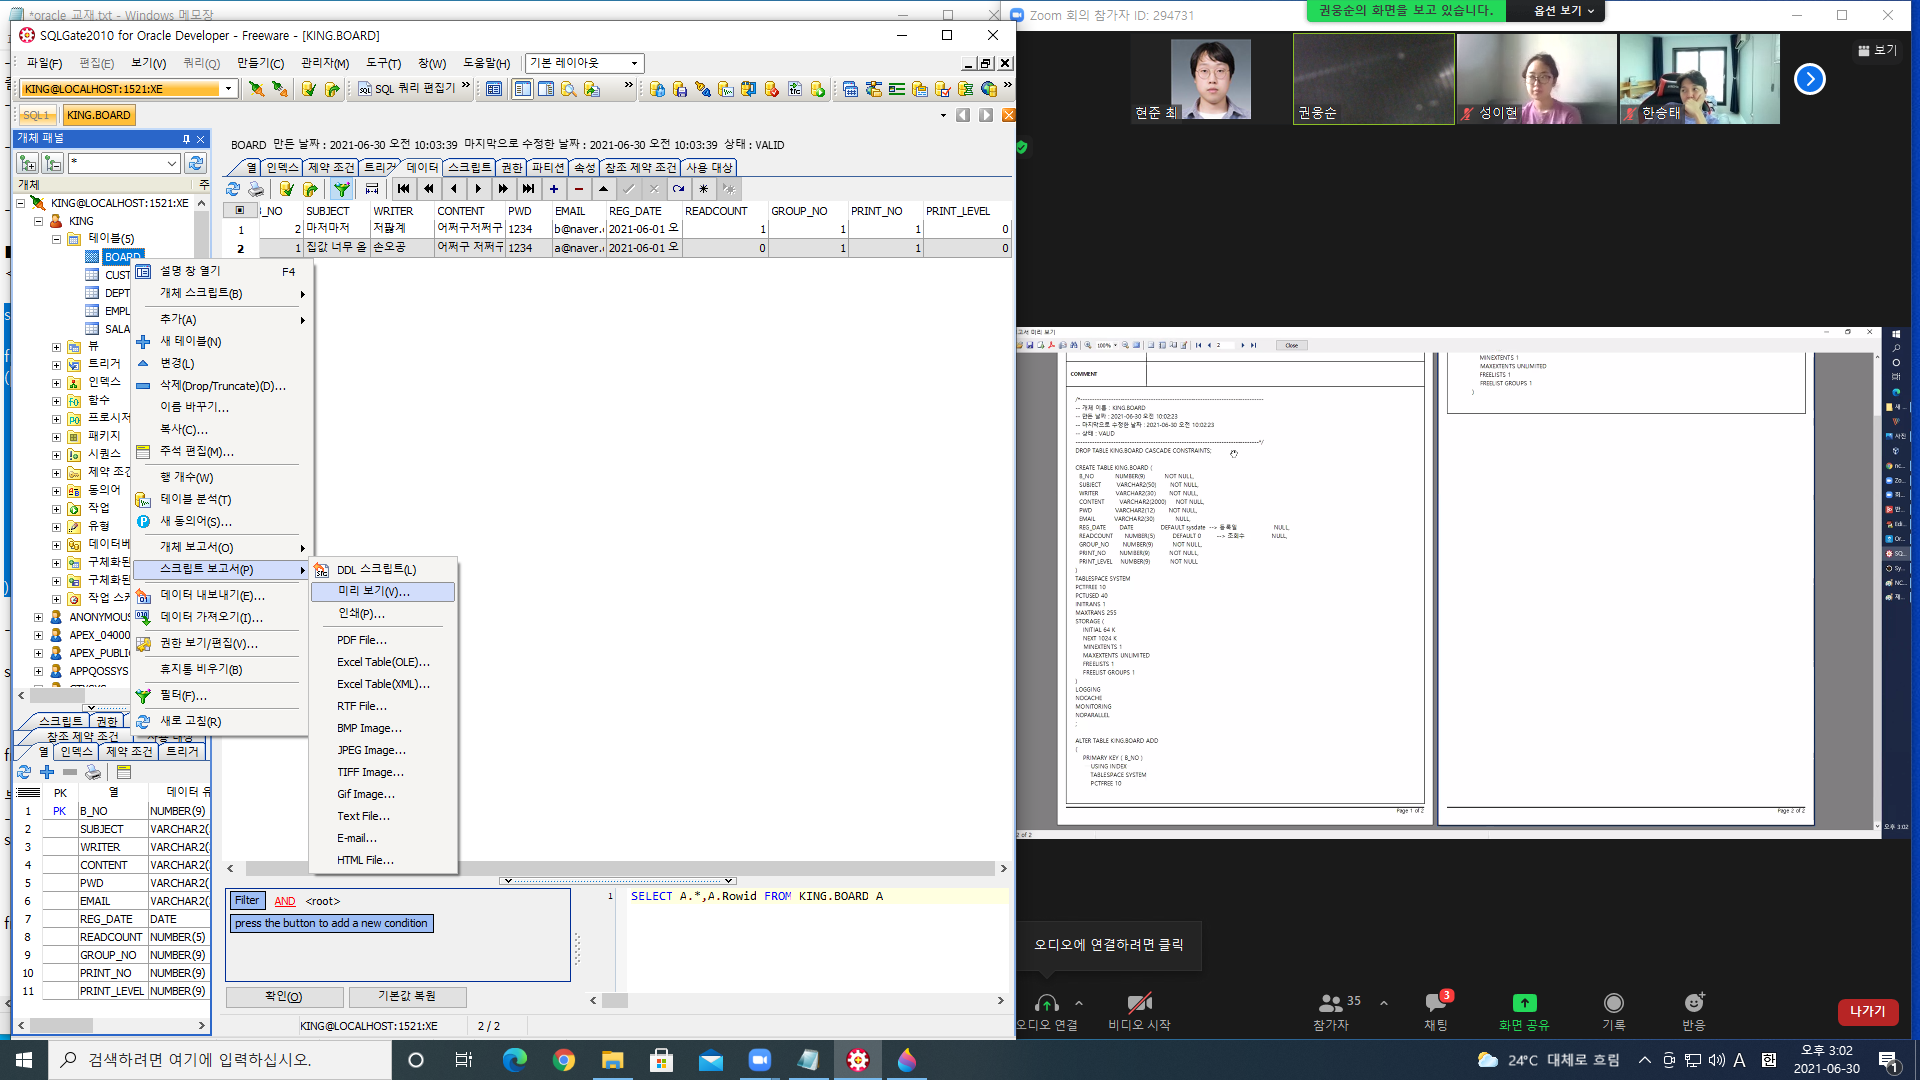 *oracle 교재.txt - Windows 메모장
SQLGate2010 for Oracle Developer - Freeware - [KING.BOARD]
파일(F) 편집(E) 보기(V) 쿼리(Q) 만들기(C) 관리자(M) 도구(T) 창(W) 도움말(H) 기본 레이아웃
KING@LOCALHOST:1521:XE SQL 쿼리 편집기
SQL1 KING.BOARD
개체 패널
BOARD 만든 날짜 : 2021-06-30 오전 10:03:39 마지막으로 수정한 날짜 : 2021-06-30 오전 10:03:39 상태 : VALID
열 인덱스 제약 조건 트리거 데이터 스크립트 권한 파티션 속성 참조 제약 조건 사용 대상
*
개체 주
_NO SUBJECT WRITER CONTENT PWD EMAIL REG_DATE READCOUNT GROUP_NO PRINT_NO PRINT_LEVEL
1 2 마저마저 저팔계 어쩌구저쩌구 1234 b@naver. 2021-06-01 오 1 1 1 0
2 1 집값 너무 올 손오공 어쩌구 저쩌구 1234 a@naver. 2021-06-01 오 0 1 1 0
KING@LOCALHOST:1521:XE
KING
테이블(5)
BOARD
CUST
DEPT
EMPL
SALA
뷰
트리거
인덱스
함수
프로시저
패키지
시퀀스
제약 조건
동의어
작업
유형
데이터베
구체화된
구체화된
작업 스케
ANONYMOUS
APEX_04000
APEX_PUBLI
APPQOSSYS
설명 창 열기 F4
개체 스크립트(B)
추가(A)
새 테이블(N)
변경(L)
삭제(Drop/Truncate)(D)...
이름 바꾸기...
복사(C)...
주석 편집(M)...
행 개수(W)
테이블 분석(T)
새 동의어(S)...
개체 보고서(O)
스크립트 보고서(P)
데이터 내보내기(E)...
데이터 가져오기(I)...
권한 보기/편집(V)...
휴지통 비우기(B)
필터(F)...
새로 고침(R)
DDL 스크립트(L)
미리 보기(V)...
인쇄(P)...
PDF File...
Excel Table(OLE)...
Excel Table(XML)...
RTF File...
BMP Image...
JPEG Image...
TIFF Image...
Gif Image...
Text File...
E-mail...
HTML File...
스크립트 권한
참조 제약 조건 사용 대상
열 인덱스 제약 조건 트리거
PK 열 데이터 유
1 PK B_NO NUMBER(9)
2 SUBJECT VARCHAR2(
3 WRITER VARCHAR2(
4 CONTENT VARCHAR2(
5 PWD VARCHAR2(
6 EMAIL VARCHAR2(
7 REG_DATE DATE
8 READCOUNT NUMBER(5)
9 GROUP_NO NUMBER(9)
10 PRINT_NO NUMBER(9)
11 PRINT_LEVEL NUMBER(9)
Filter AND <root>
press the button to add a new condition
확인(O) 기본값 복원
1 SELECT A.*,A.Rowid FROM KING.BOARD A
KING@LOCALHOST:1521:XE 2 / 2
Zoom 회의 참가자 ID: 294731
권웅순의 화면을 보고 있습니다. 옵션 보기
보기
현준 최
권웅순
성이현
한승태
고서 미리 보기
100% 2 Close
COMMENT
/*----------
-- 개체 이름 : KING.BOARD
-- 만든 날짜 : 2021-06-30 오전 10:02:23
-- 마지막으로 수정한 날짜 : 2021-06-30 오전 10:02:23
-- 상태 : VALID
----------*/
DROP TABLE KING.BOARD CASCADE CONSTRAINTS;
CREATE TABLE KING.BOARD (
B_NO NUMBER(9) NOT NULL,
SUBJECT VARCHAR2(50) NOT NULL,
WRITER VARCHAR2(30) NOT NULL,
CONTENT VARCHAR2(2000) NOT NULL,
PWD VARCHAR2(12) NOT NULL,
EMAIL VARCHAR2(30) NULL,
REG_DATE DATE DEFAULT sysdate --> 등록일 NULL,
READCOUNT NUMBER(5) DEFAULT 0 --> 조회수 NULL,
GROUP_NO NUMBER(9) NOT NULL,
PRINT_NO NUMBER(9) NOT NULL,
PRINT_LEVEL NUMBER(9) NOT NULL
)
TABLESPACE SYSTEM
PCTFREE 10
PCTUSED 40
INITRANS 1
MAXTRANS 255
STORAGE (
INITIAL 64 K
NEXT 1024 K
MINEXTENTS 1
MAXEXTENTS UNLIMITED
FREELISTS 1
FREELIST GROUPS 1
)
LOGGING
NOCACHE
MONITORING
NOPARALLEL
;
ALTER TABLE KING.BOARD ADD
(
PRIMARY KEY ( B_NO )
USING INDEX
TABLESPACE SYSTEM
PCTFREE 10
Page 1 of 2
MINEXTENTS 1
MAXEXTENTS UNLIMITED
FREELISTS 1
FREELIST GROUPS 1
)
Page 2 of 2
2 of 2
오후 3:02
오디오에 연결하려면 클릭
오디오 연결 비디오 시작 참가자 35 채팅 3 화면 공유 기록 반응 나가기
검색하려면 여기에 입력하십시오.
24°C 대체로 흐림 A 한 오후 3:02
2021-06-30 1